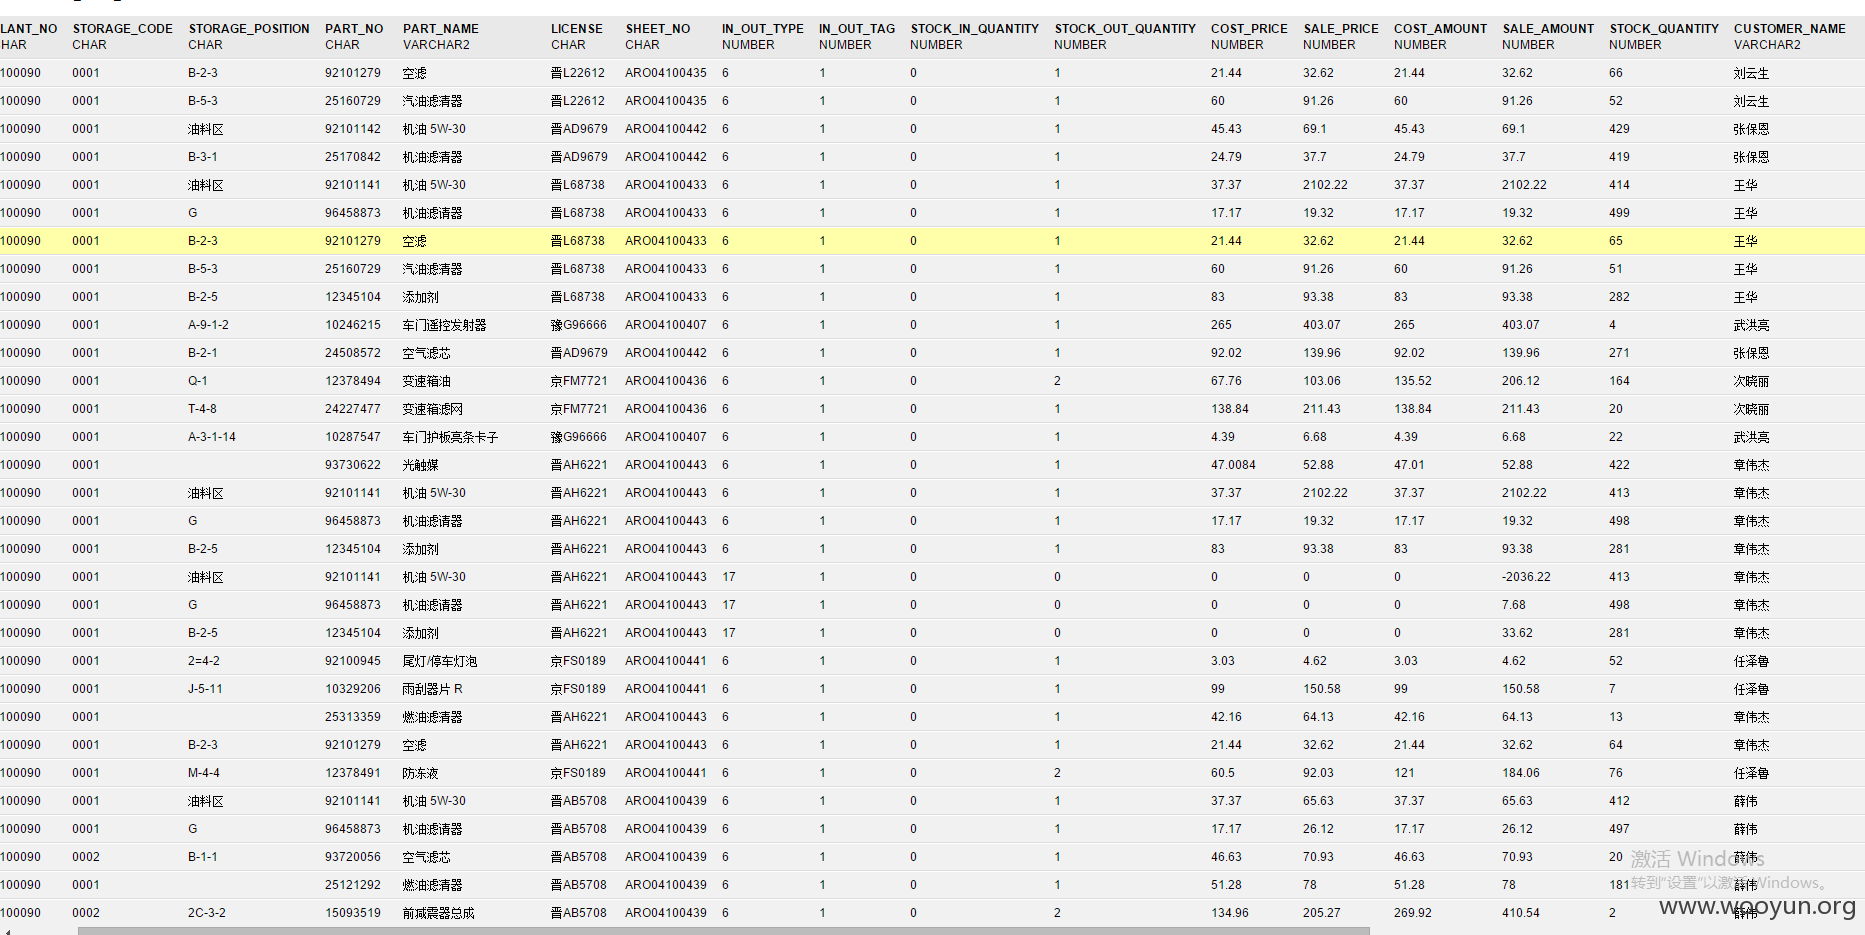 LANT_NO STORAGE_CODE STORAGE_POSITION PART_NO PART_NAME LICENSE SHEET_NO IN_OUT_TYPE IN_OUT_TAG STOCK_IN_QUANTITY STOCK_OUT_QUANTITY COST_PRICE SALE_PRICE COST_AMOUNT SALE_AMOUNT STOCK_QUANTITY CUSTOMER_NAME
HAR CHAR CHAR CHAR VARCHAR2 CHAR CHAR NUMBER NUMBER NUMBER NUMBER NUMBER NUMBER NUMBER NUMBER NUMBER VARCHAR2
100090 0001 B-2-3 92101279 空滤 晋L22612 ARO04100435 6 1 0 1 21.44 32.62 21.44 32.62 66 刘云生
100090 0001 B-5-3 25160729 汽油滤清器 晋L22612 ARO04100435 6 1 0 1 60 91.26 60 91.26 52 刘云生
100090 0001 油料区 92101142 机油 5W-30 晋AD9679 ARO04100442 6 1 0 1 45.43 69.1 45.43 69.1 429 张保恩
100090 0001 B-3-1 25170842 机油滤清器 晋AD9679 ARO04100442 6 1 0 1 24.79 37.7 24.79 37.7 419 张保恩
100090 0001 油料区 92101141 机油 5W-30 晋L68738 ARO04100433 6 1 0 1 37.37 2102.22 37.37 2102.22 414 王华
100090 0001 G 96458873 机油滤请器 晋L68738 ARO04100433 6 1 0 1 17.17 19.32 17.17 19.32 499 王华
100090 0001 B-2-3 92101279 空滤 晋L68738 ARO04100433 6 1 0 1 21.44 32.62 21.44 32.62 65 王华
100090 0001 B-5-3 25160729 汽油滤清器 晋L68738 ARO04100433 6 1 0 1 60 91.26 60 91.26 51 王华
100090 0001 B-2-5 12345104 添加剂 晋L68738 ARO04100433 6 1 0 1 83 93.38 83 93.38 282 王华
100090 0001 A-9-1-2 10246215 车门遥控发射器 豫G96666 ARO04100407 6 1 0 1 265 403.07 265 403.07 4 武洪亮
100090 0001 B-2-1 24508572 空气滤芯 晋AD9679 ARO04100442 6 1 0 1 92.02 139.96 92.02 139.96 271 张保恩
100090 0001 Q-1 12378494 变速箱油 京FM7721 ARO04100436 6 1 0 2 67.76 103.06 135.52 206.12 164 次晓丽
100090 0001 T-4-8 24227477 变速箱滤网 京FM7721 ARO04100436 6 1 0 1 138.84 211.43 138.84 211.43 20 次晓丽
100090 0001 A-3-1-14 10287547 车门护板亮条卡子 豫G96666 ARO04100407 6 1 0 1 4.39 6.68 4.39 6.68 22 武洪亮
100090 0001 93730622 光触媒 晋AH6221 ARO04100443 6 1 0 1 47.0084 52.88 47.01 52.88 422 章伟杰
100090 0001 油料区 92101141 机油 5W-30 晋AH6221 ARO04100443 6 1 0 1 37.37 2102.22 37.37 2102.22 413 章伟杰
100090 0001 G 96458873 机油滤请器 晋AH6221 ARO04100443 6 1 0 1 17.17 19.32 17.17 19.32 498 章伟杰
100090 0001 B-2-5 12345104 添加剂 晋AH6221 ARO04100443 6 1 0 1 83 93.38 83 93.38 281 章伟杰
100090 0001 油料区 92101141 机油 5W-30 晋AH6221 ARO04100443 17 1 0 0 0 0 0 -2036.22 413 章伟杰
100090 0001 G 96458873 机油滤请器 晋AH6221 ARO04100443 17 1 0 0 0 0 0 7.68 498 章伟杰
100090 0001 B-2-5 12345104 添加剂 晋AH6221 ARO04100443 17 1 0 0 0 0 0 33.62 281 章伟杰
100090 0001 2=4-2 92100945 尾灯/停车灯泡 京FS0189 ARO04100441 6 1 0 1 3.03 4.62 3.03 4.62 52 任泽鲁
100090 0001 J-5-11 10329206 雨刮器片 R 京FS0189 ARO04100441 6 1 0 1 99 150.58 99 150.58 7 任泽鲁
100090 0001 25313359 燃油滤清器 晋AH6221 ARO04100443 6 1 0 1 42.16 64.13 42.16 64.13 13 章伟杰
100090 0001 B-2-3 92101279 空滤 晋AH6221 ARO04100443 6 1 0 1 21.44 32.62 21.44 32.62 64 章伟杰
100090 0001 M-4-4 12378491 防冻液 京FS0189 ARO04100441 6 1 0 2 60.5 92.03 121 184.06 76 任泽鲁
100090 0001 油料区 92101141 机油 5W-30 晋AB5708 ARO04100439 6 1 0 1 37.37 65.63 37.37 65.63 412 薛伟
100090 0001 G 96458873 机油滤请器 晋AB5708 ARO04100439 6 1 0 1 17.17 26.12 17.17 26.12 497 薛伟
100090 0002 B-1-1 93720056 空气滤芯 晋AB5708 ARO04100439 6 1 0 1 46.63 70.93 46.63 70.93 20 薛伟
激活 Windows
100090 0001 25121292 燃油滤清器 晋AB5708 ARO04100439 6 1 0 1 51.28 78 51.28 78 181 薛伟
转到“设置”以激活 Windows。
100090 0002 2C-3-2 15093519 前减震器总成 晋AB5708 ARO04100439 6 1 0 2 134.96 205.27 269.92 410.54 2 薛伟
www.wooyun.org